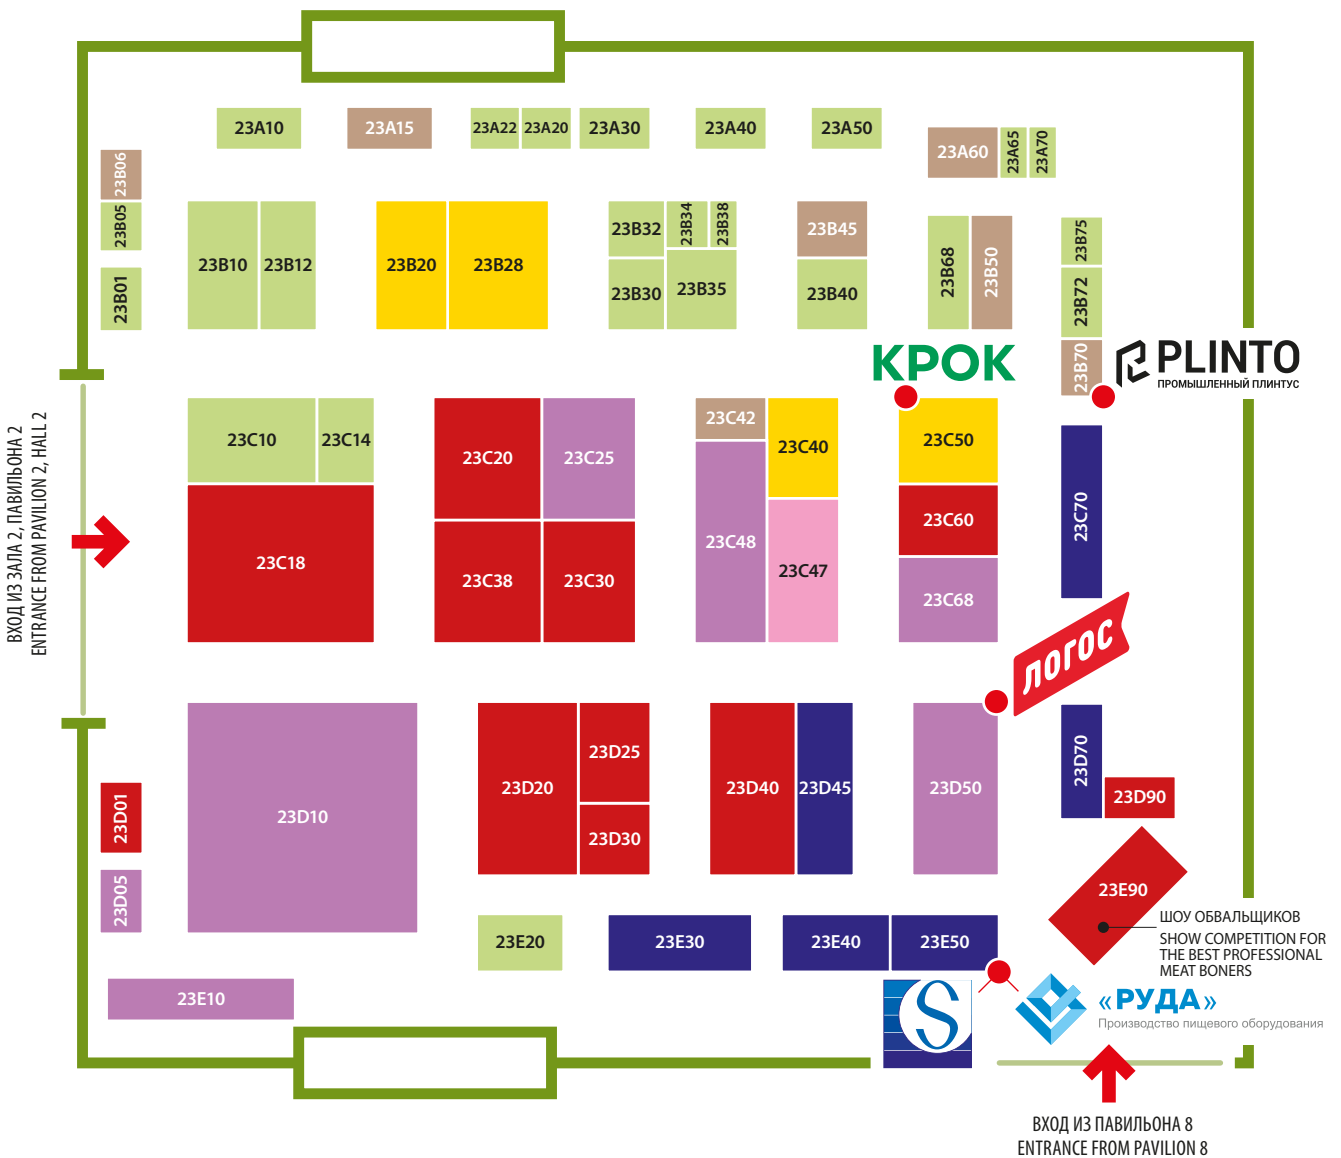 23A10
23A15
23A22
23A20
23A30
23A40
23A50
23A60
23A65
23A70
23B06
23B05
23B01
23B10
23B12
23B20
23B28
23B32
23B34
23B38
23B30
23B35
23B45
23B40
23B68
23B50
23B75
23B72
23B70
КРОК
PLINTO
ПРОМЫШЛЕННЫЙ ПЛИНТУС
ВХОД ИЗ ЗАЛА 2, ПАВИЛЬОНА 2
ENTRANCE FROM PAVILION 2, HALL 2
23C10
23C14
23C18
23C20
23C25
23C38
23C30
23C42
23C40
23C48
23C47
23C50
23C60
23C68
23C70
ЛОГОС
23D01
23D05
23D10
23D20
23D25
23D30
23D40
23D45
23D50
23D70
23D90
23E90
ШОУ ОБВАЛЬЩИКОВ
SHOW COMPETITION FOR
THE BEST PROFESSIONAL
MEAT BONERS
23E20
23E30
23E40
23E50
23E10
S
«РУДА»
Производство пищевого оборудования
ВХОД ИЗ ПАВИЛЬОНА 8
ENTRANCE FROM PAVILION 8